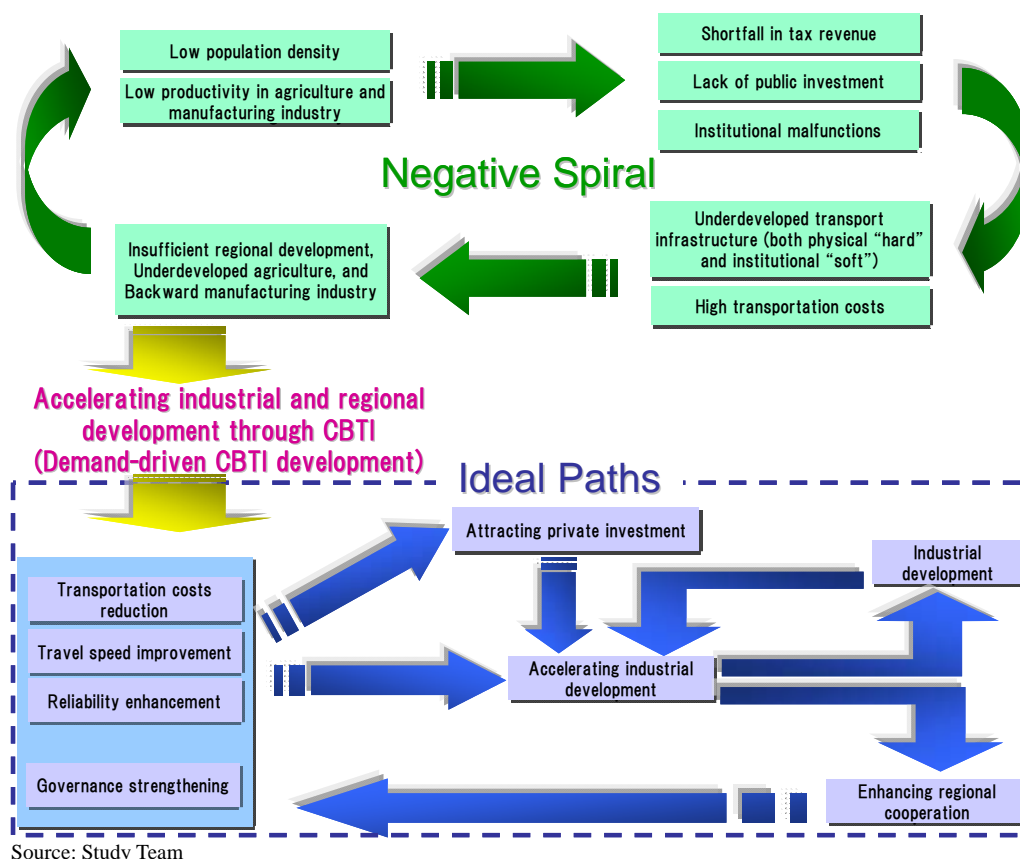 Low population density
Low productivity in agriculture and
manufacturing industry
Shortfall in tax revenue
Lack of public investment
Institutional malfunctions
Negative Spiral
Insufficient regional development,
Underdeveloped agriculture, and
Backward manufacturing industry
Underdeveloped transport
infrastructure (both physical “hard”
and institutional “soft”)
High transportation costs
Accelerating industrial and regional
development through CBTI
(Demand-driven CBTI development)
Ideal Paths
Transportation costs
reduction
Travel speed improvement
Reliability enhancement
Governance strengthening
Attracting private investment
Accelerating industrial
development
Industrial
development
Enhancing regional
cooperation
Source: Study Team